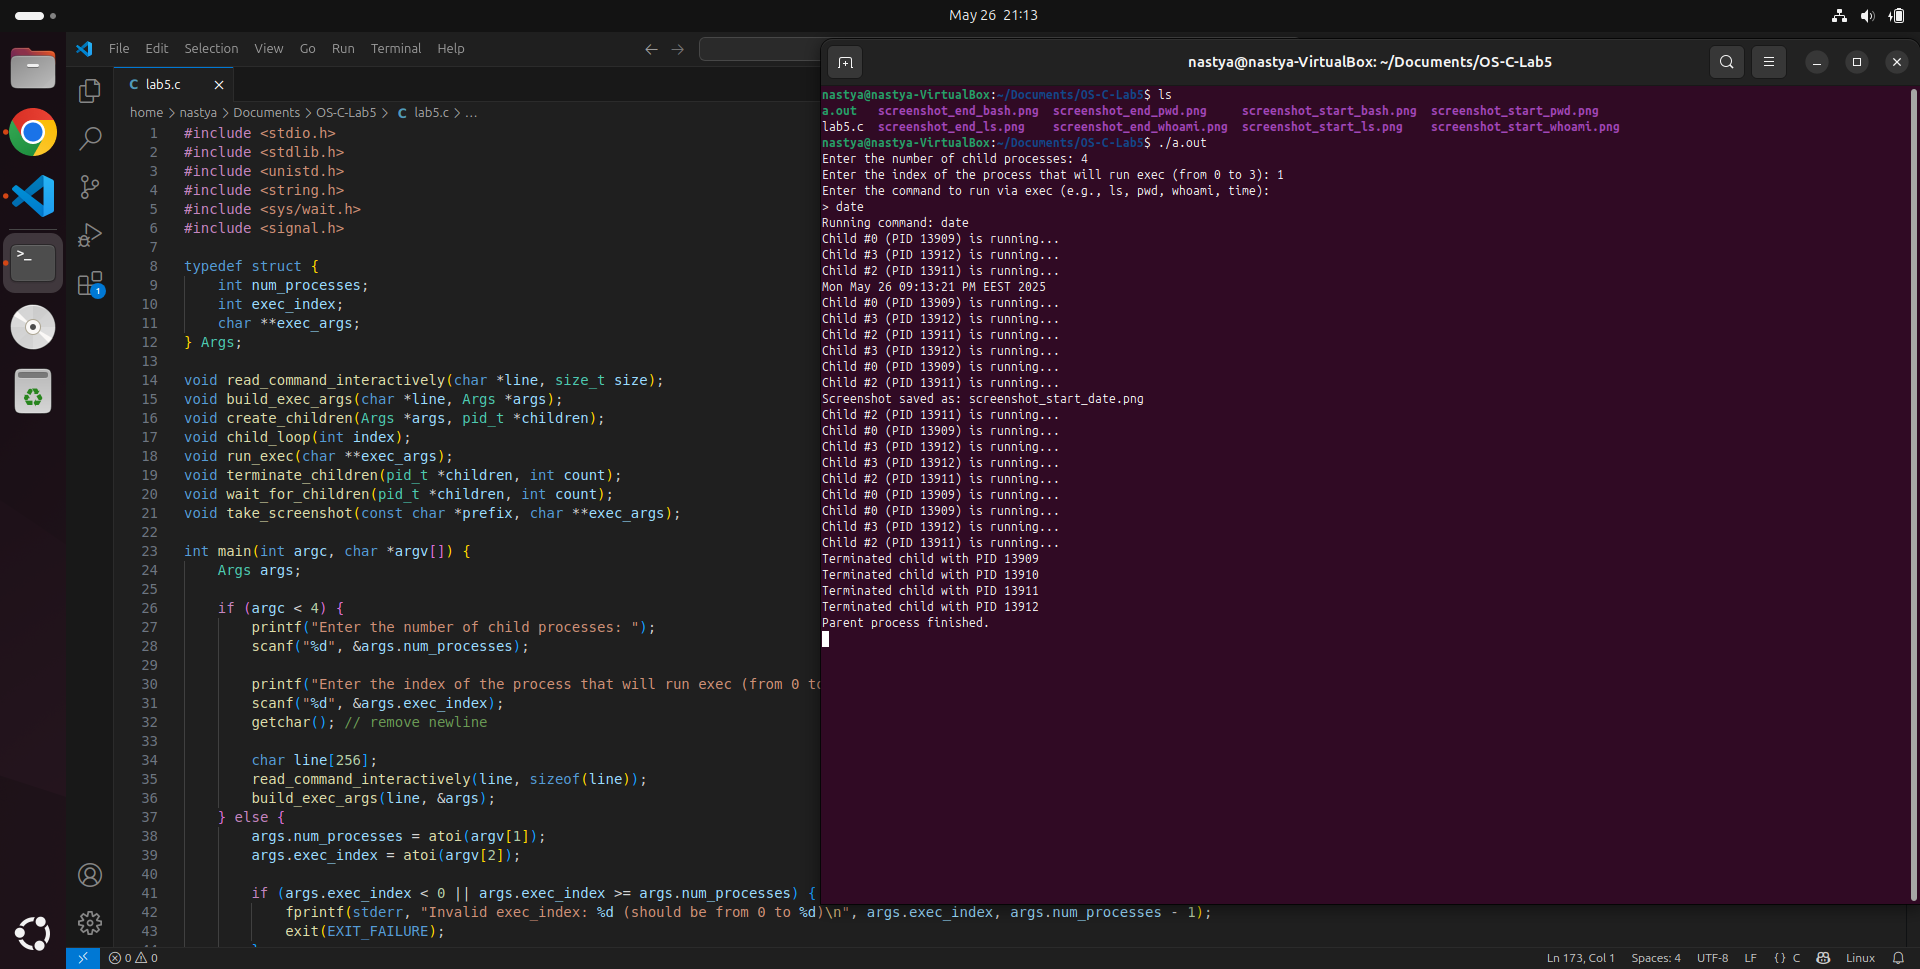 May 26 21:13
File Edit Selection View Go Run Terminal Help
lab5.c
home > nastya > Documents > OS-C-Lab5 > C lab5.c > ...
1 #include <stdio.h>
2 #include <stdlib.h>
3 #include <unistd.h>
4 #include <string.h>
5 #include <sys/wait.h>
6 #include <signal.h>
7
8 typedef struct {
9 int num_processes;
10 int exec_index;
11 char **exec_args;
12 } Args;
13
14 void read_command_interactively(char *line, size_t size);
15 void build_exec_args(char *line, Args *args);
16 void create_children(Args *args, pid_t *children);
17 void child_loop(int index);
18 void run_exec(char **exec_args);
19 void terminate_children(pid_t *children, int count);
20 void wait_for_children(pid_t *children, int count);
21 void take_screenshot(const char *prefix, char **exec_args);
22
23 int main(int argc, char *argv[]) {
24 Args args;
25
26 if (argc < 4) {
27 printf("Enter the number of child processes: ");
28 scanf("%d", &args.num_processes);
29
30 printf("Enter the index of the process that will run exec (from 0 to
31 scanf("%d", &args.exec_index);
32 getchar(); // remove newline
33
34 char line[256];
35 read_command_interactively(line, sizeof(line));
36 build_exec_args(line, &args);
37 } else {
38 args.num_processes = atoi(argv[1]);
39 args.exec_index = atoi(argv[2]);
40
41 if (args.exec_index < 0 || args.exec_index >= args.num_processes) {
42 fprintf(stderr, "Invalid exec_index: %d (should be from 0 to %d)\n", args.exec_index, args.num_processes - 1);
43 exit(EXIT_FAILURE);
nastya@nastya-VirtualBox: ~/Documents/OS-C-Lab5
nastya@nastya-VirtualBox:~/Documents/OS-C-Lab5$ ls
a.out screenshot_end_bash.png screenshot_end_pwd.png screenshot_start_bash.png screenshot_start_pwd.png
lab5.c screenshot_end_ls.png screenshot_end_whoami.png screenshot_start_ls.png screenshot_start_whoami.png
nastya@nastya-VirtualBox:~/Documents/OS-C-Lab5$ ./a.out
Enter the number of child processes: 4
Enter the index of the process that will run exec (from 0 to 3): 1
Enter the command to run via exec (e.g., ls, pwd, whoami, time):
> date
Running command: date
Child #0 (PID 13909) is running...
Child #3 (PID 13912) is running...
Child #2 (PID 13911) is running...
Mon May 26 09:13:21 PM EEST 2025
Child #0 (PID 13909) is running...
Child #3 (PID 13912) is running...
Child #2 (PID 13911) is running...
Child #3 (PID 13912) is running...
Child #0 (PID 13909) is running...
Child #2 (PID 13911) is running...
Screenshot saved as: screenshot_start_date.png
Child #2 (PID 13911) is running...
Child #0 (PID 13909) is running...
Child #3 (PID 13912) is running...
Child #3 (PID 13912) is running...
Child #2 (PID 13911) is running...
Child #0 (PID 13909) is running...
Child #0 (PID 13909) is running...
Child #3 (PID 13912) is running...
Child #2 (PID 13911) is running...
Terminated child with PID 13909
Terminated child with PID 13910
Terminated child with PID 13911
Terminated child with PID 13912
Parent process finished.
0 0 Ln 173, Col 1 Spaces: 4 UTF-8 LF {} C Linux